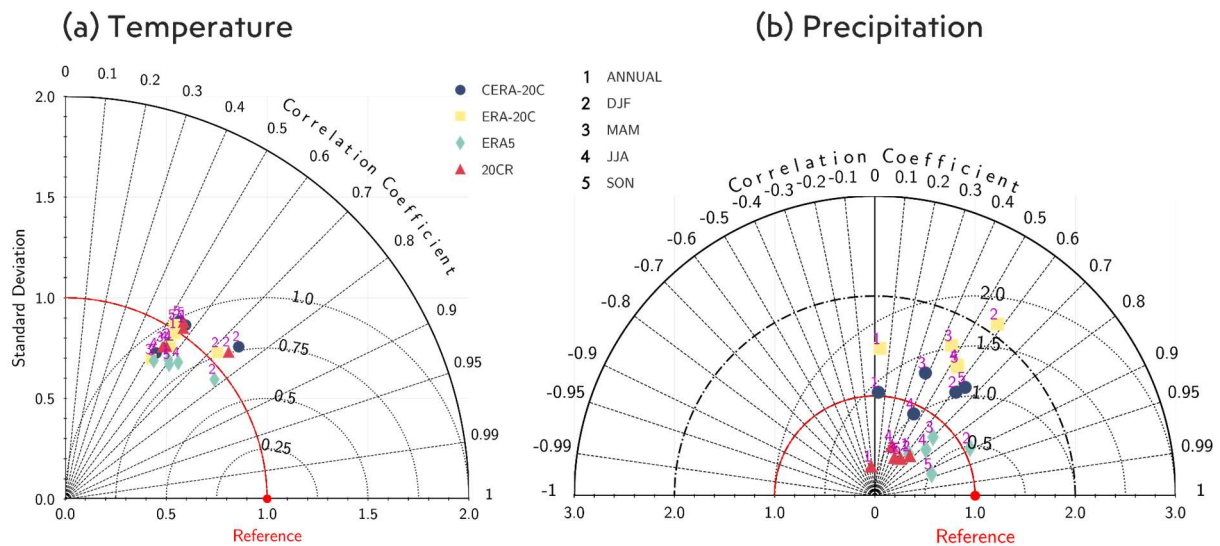 (a) Temperature
(b) Precipitation
CERA-20C
ERA-20C
ERA5
20CR
1 ANNUAL
2 DJF
3 MAM
4 JJA
5 SON
Correlation Coefficient
0 0.1 0.2 0.3 0.4 0.5 0.6 0.7 0.8 0.9 0.95 0.99 1
Standard Deviation
2.0
1.5
1.0
0.5
0.0
1.0
0.75
0.5
0.25
0.0 0.5 1.0 1.5 2.0
Reference
Correlation Coefficient
-1 -0.99 -0.95 -0.9 -0.8 -0.7 -0.6 -0.5 -0.4 -0.3 -0.2 -0.1 0 0.1 0.2 0.3 0.4 0.5 0.6 0.7 0.8 0.9 0.95 0.99 1
2.0
1.5
1.0
0.5
3.0 2.0 1.0 0 1.0 2.0 3.0
Reference